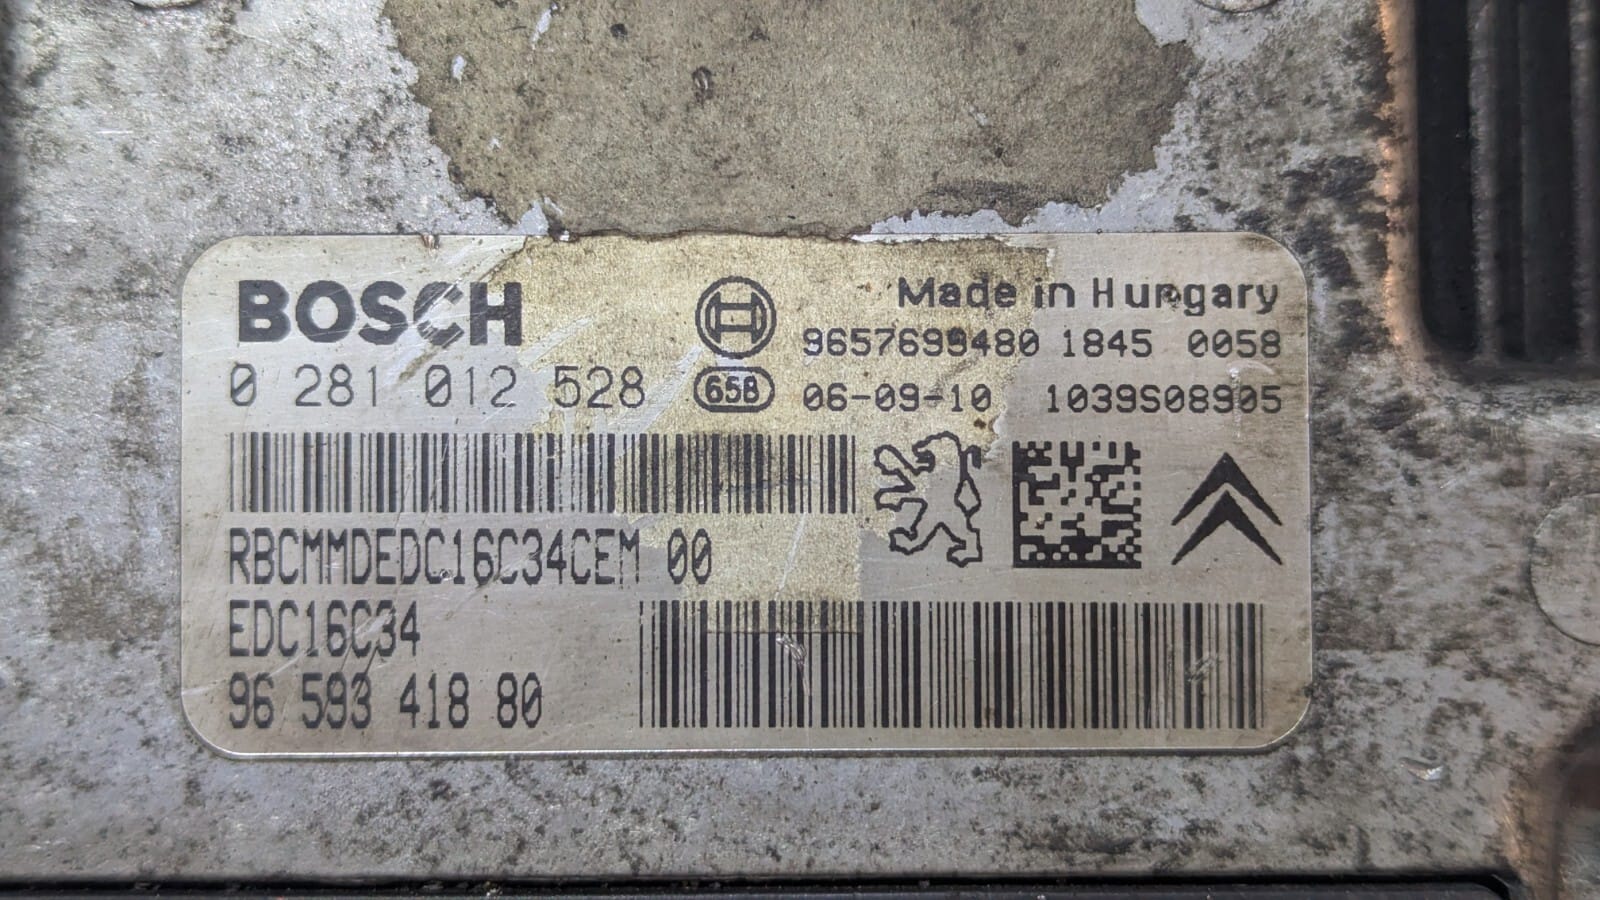 BOSCH
Made in Hungary
9657699480 1845 0058
0 281 012 528
658
06-09-10 1039S08905
RBCMMDEDC16C34CEM 00
EDC16C34
96 593 418 80